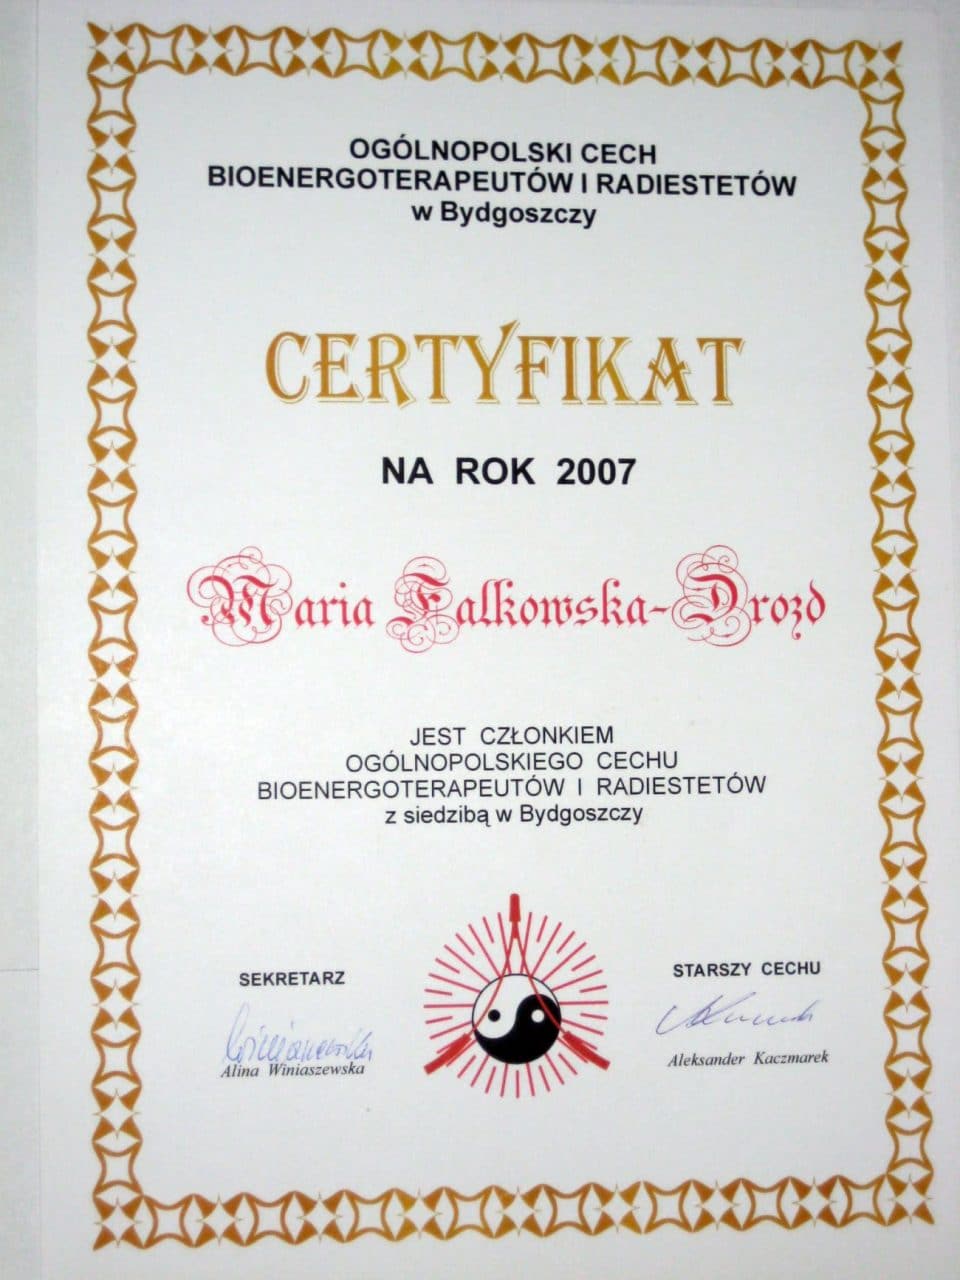 OGÓLNOPOLSKI CECH
BIOENERGOTERAPEUTÓW I RADIESTETÓW
w Bydgoszczy
CERTYFIKAT
NA ROK 2007
Maria Falkowska-Drozd
JEST CZŁONKIEM
OGÓLNOPOLSKIEGO CECHU
BIOENERGOTERAPEUTÓW I RADIESTETÓW
z siedzibą w Bydgoszczy
SEKRETARZ
Alina Winiaszewska
STARSZY CECHU
Aleksander Kaczmarek